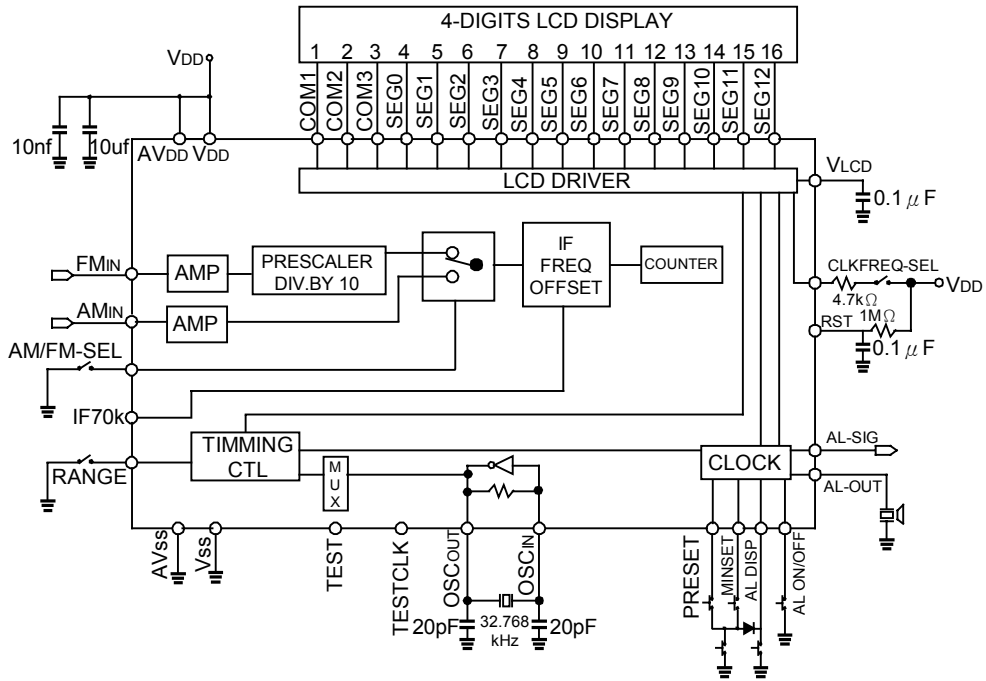 4-DIGITS LCD DISPLAY
1 2 3 4 5 6 7 8 9 10 11 12 13 14 15 16
COM1
COM2
COM3
SEG0
SEG1
SEG2
SEG3
SEG4
SEG5
SEG6
SEG7
SEG8
SEG9
SEG10
SEG11
SEG12
VDD
10nf
10uf
AVDD VDD
LCD DRIVER
VLCD
0.1μF
FMIN
AMP
PRESCALER
DIV.BY 10
IF
FREQ
OFFSET
COUNTER
CLKFREQ-SEL
4.7kΩ
VDD
AMIN
AMP
RST
1MΩ
0.1μF
AM/FM-SEL
IF70k
RANGE
TIMMING
CTL
MUX
CLOCK
AL-SIG
AL-OUT
AVss
Vss
TEST
TESTCLK
OSCOUT
OSCIN
PRESET
MINSET
AL DISP
AL ON/OFF
20pF
32.768
kHz
20pF